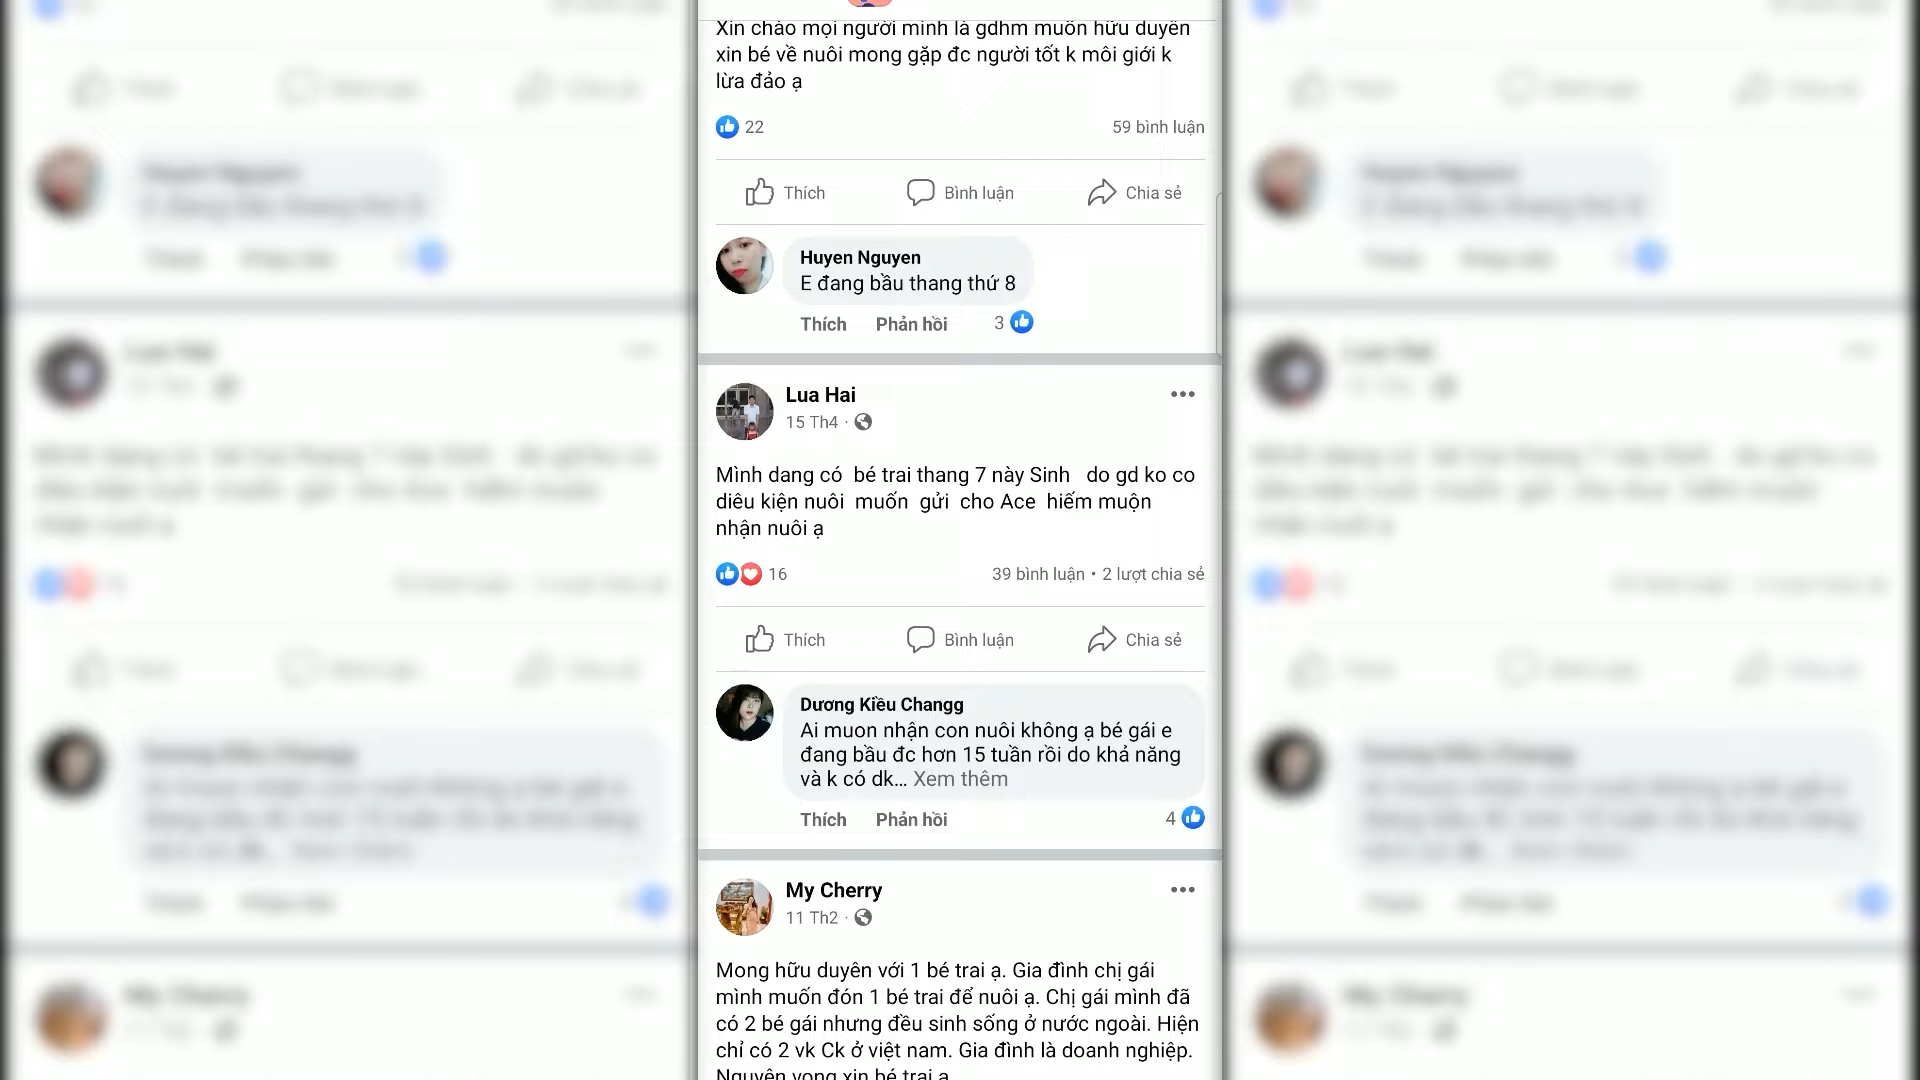 Xin chào mọi người mình là gdhm muốn hữu duyên
xin bé về nuôi mong gặp đc người tốt k môi giới k
lừa đảo ạ
22
59 bình luận
Thích
Bình luận
Chia sẻ
Huyen Nguyen
E đang bầu thang thứ 8
Thích
Phản hồi
3
Lua Hai
15 Th4 ·
Mình dang có bé trai thang 7 này Sinh do gd ko co
diêu kiện nuôi muốn gửi cho Ace hiếm muộn
nhận nuôi ạ
16
39 bình luận • 2 lượt chia sẻ
Thích
Bình luận
Chia sẻ
Dương Kiều Changg
Ai muon nhận con nuôi không ạ bé gái e
đang bầu đc hơn 15 tuần rồi do khả năng
và k có dk... Xem thêm
Thích
Phản hồi
4
My Cherry
11 Th2 ·
Mong hữu duyên với 1 bé trai ạ. Gia đình chị gái
mình muốn đón 1 bé trai để nuôi ạ. Chị gái mình đã
có 2 bé gái nhưng đều sinh sống ở nước ngoài. Hiện
chỉ có 2 vk Ck ở việt nam. Gia đình là doanh nghiệp.
Nguyện vọng xin bé trai ạ